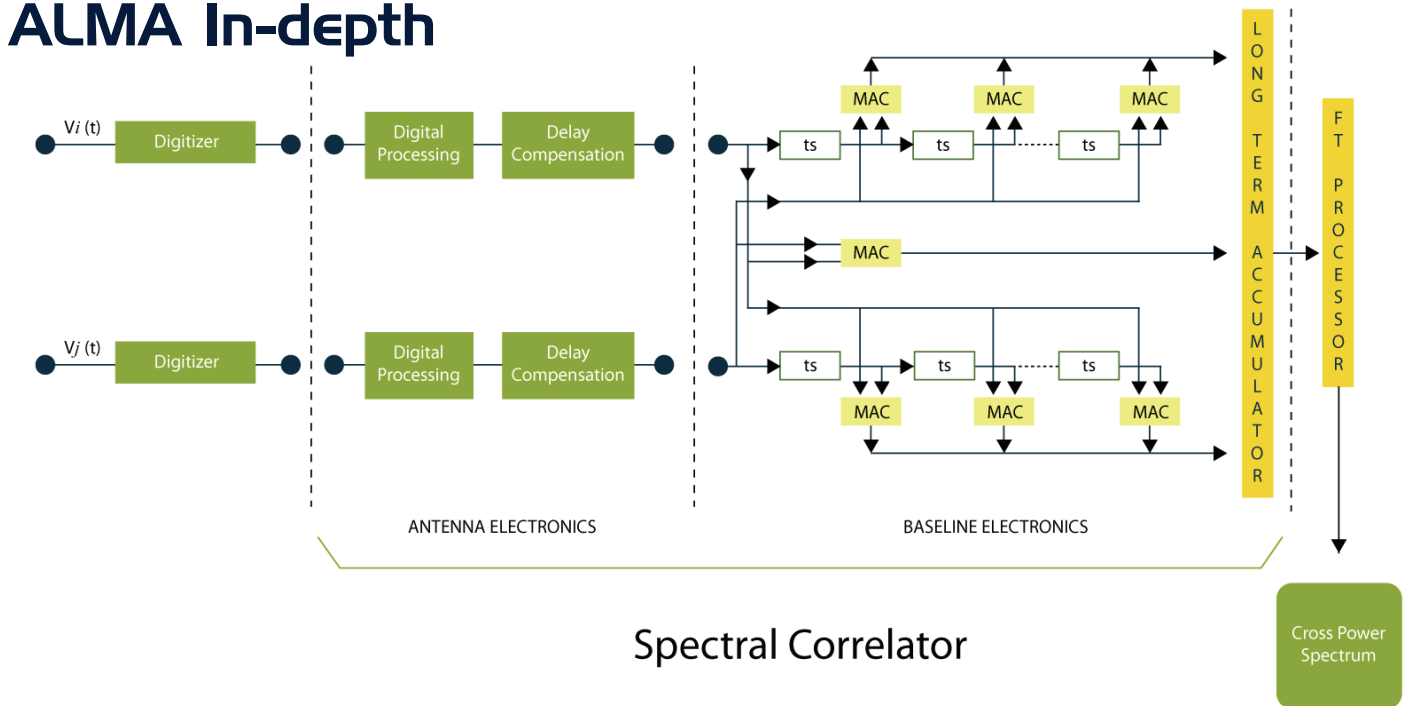 ALMA In-depth
Vi (t)
Digitizer
Digital
Processing
Delay
Compensation
MAC
MAC
MAC
ts
ts
ts
MAC
Vj (t)
Digitizer
Digital
Processing
Delay
Compensation
ts
ts
ts
MAC
MAC
MAC
LONG TERM ACCUMULATOR
FT PROCESSOR
ANTENNA ELECTRONICS
BASELINE ELECTRONICS
Spectral Correlator
Cross Power
Spectrum